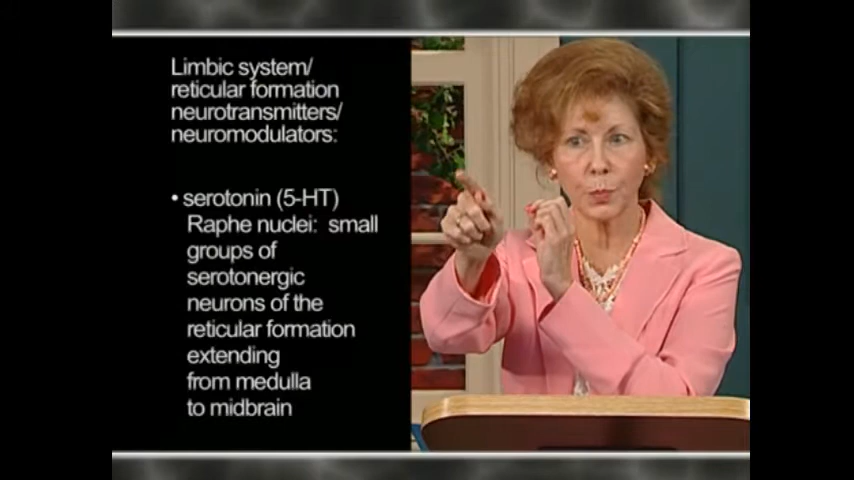 Limbic system/
reticular formation
neurotransmitters/
neuromodulators:
• serotonin (5-HT)
Raphe nuclei: small
groups of
serotonergic
neurons of the
reticular formation
extending
from medulla
to midbrain